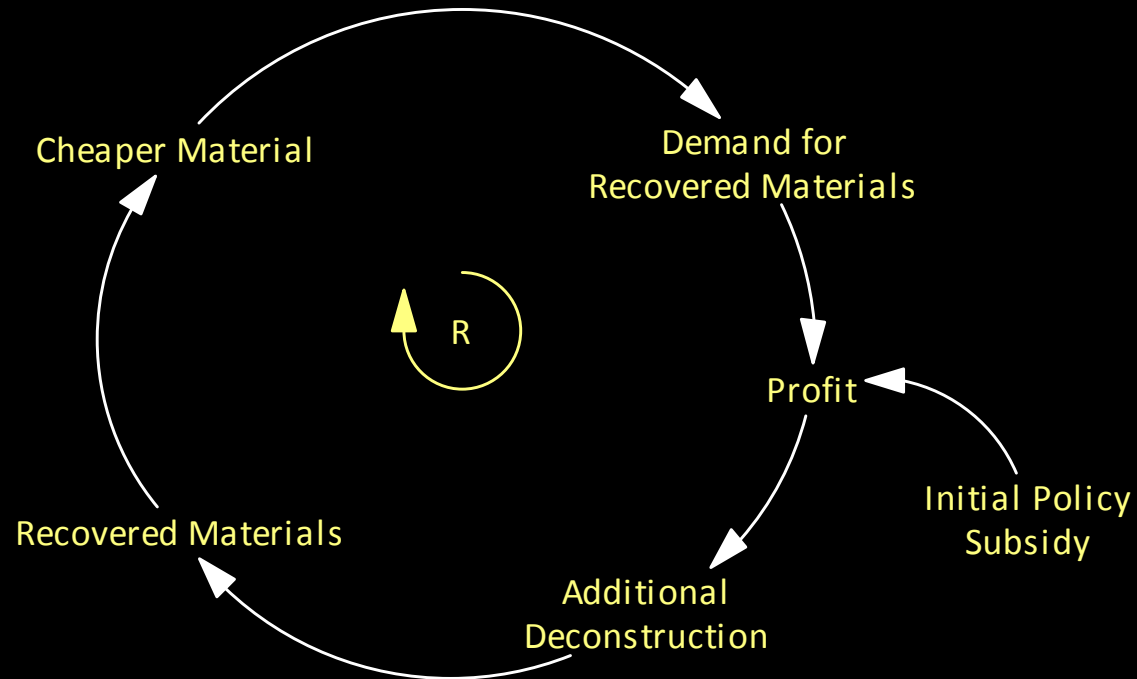 Cheaper Material
Demand for
Recovered Materials
R
Profit
Initial Policy
Subsidy
Recovered Materials
Additional
Deconstruction